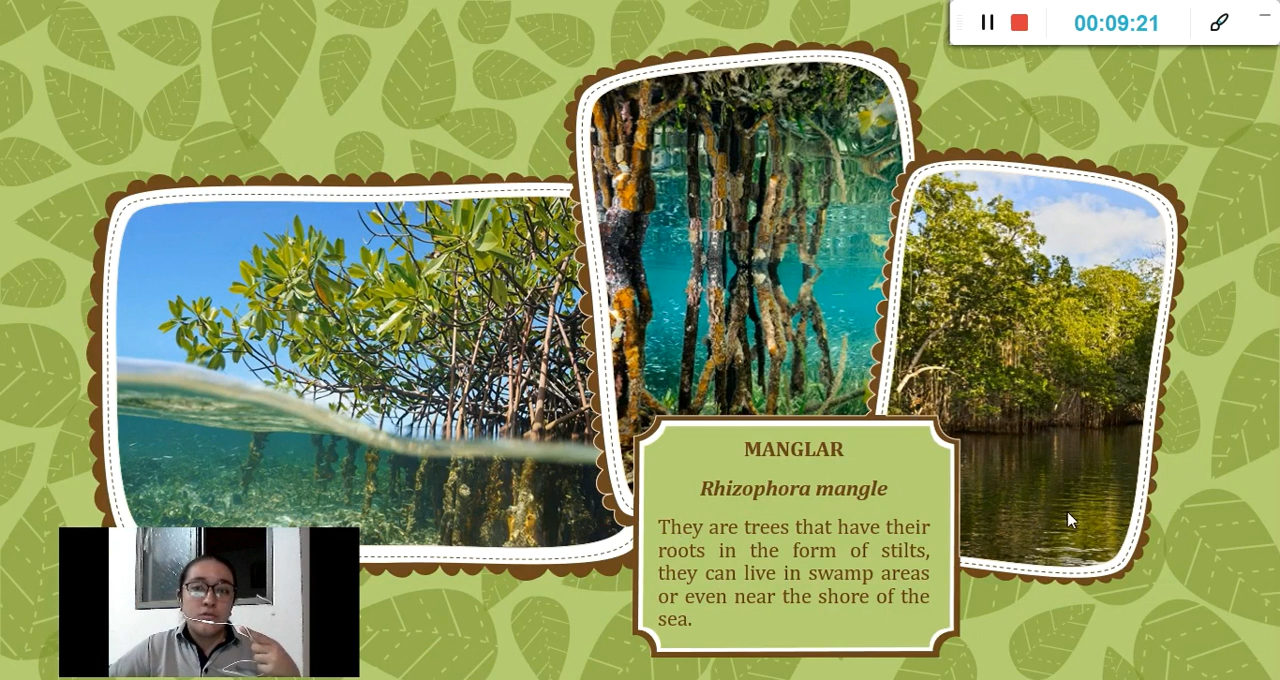 00:09:21
MANGLAR
Rhizophora mangle
They are trees that have their
roots in the form of stilts,
they can live in swamp areas
or even near the shore of the
sea.